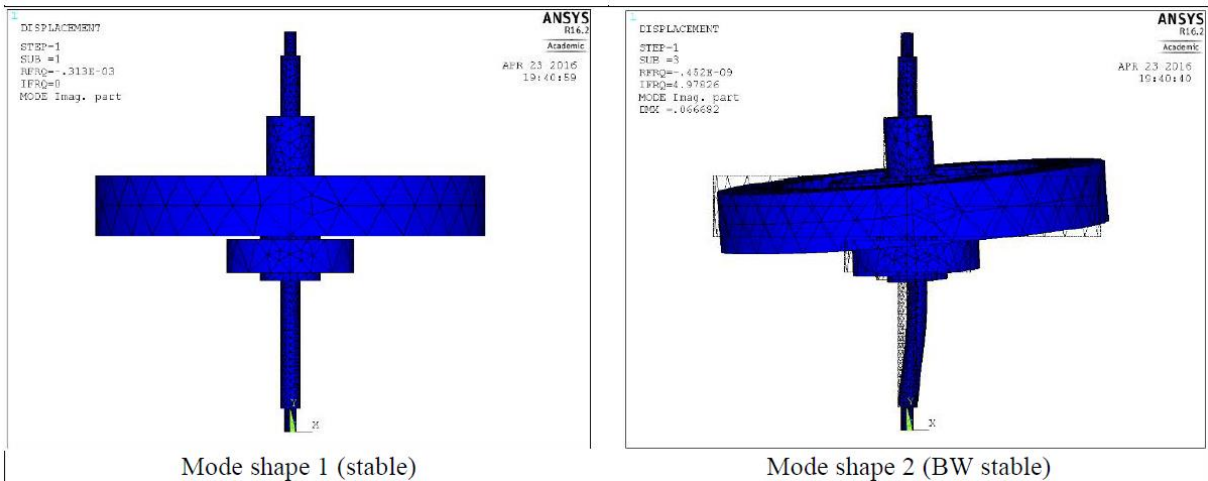 1
DISPLACEMENT
STEP=1
SUB =1
RFRQ=-.313E-03
IFRQ=0
MODE Imag. part
ANSYS
R16.2
Academic
APR 23 2016
19:40:59
Y
X
Mode shape 1 (stable)
1
DISPLACEMENT
STEP=1
SUB =3
RFRQ=-.452E-09
IFRQ=4.97826
MODE Imag. part
DMX =.066682
ANSYS
R16.2
Academic
APR 23 2016
19:40:40
Y
X
Mode shape 2 (BW stable)